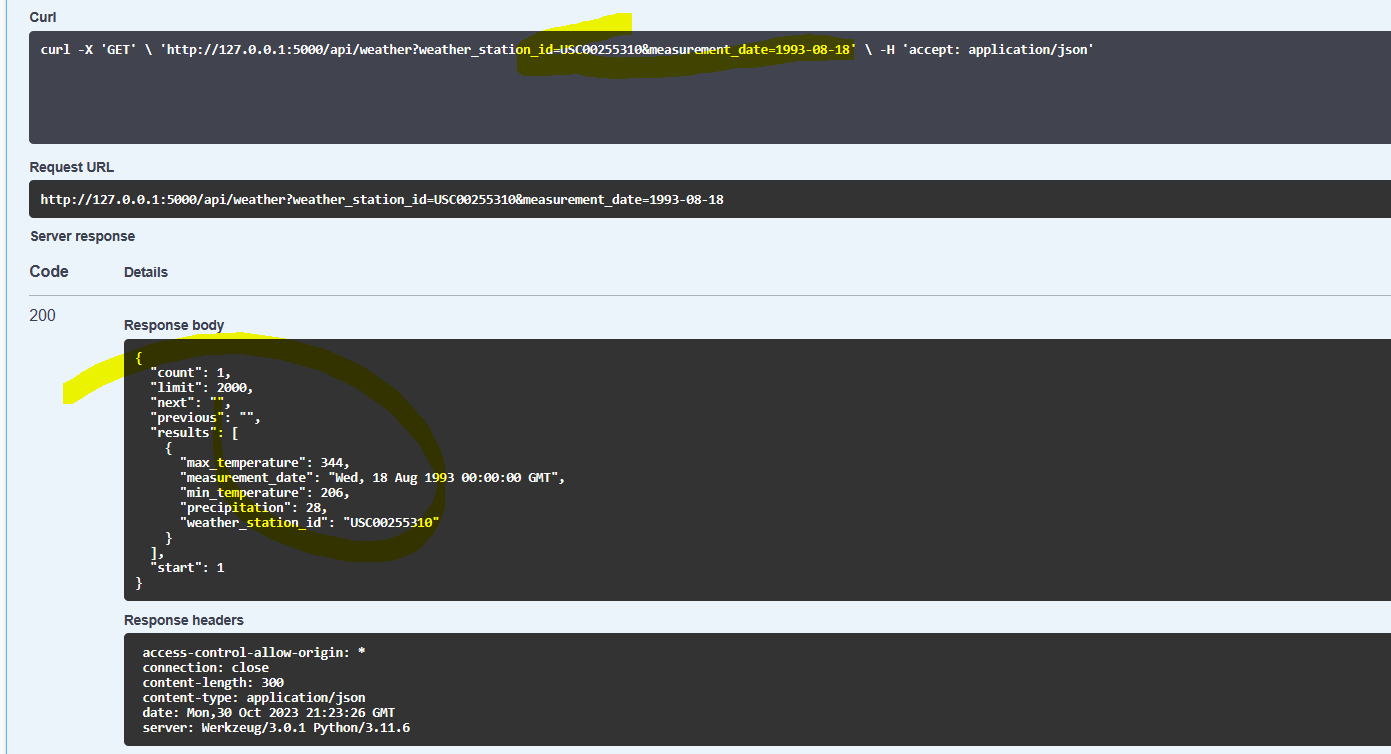 Curl
curl -X 'GET' \ 'http://127.0.0.1:5000/api/weather?weather_station_id=USC00255310&measurement_date=1993-08-18' \ -H 'accept: application/json'
Request URL
http://127.0.0.1:5000/api/weather?weather_station_id=USC00255310&measurement_date=1993-08-18
Server response
Code Details
200
Response body
{
  "count": 1,
  "limit": 2000,
  "next": "",
  "previous": "",
  "results": [
    {
      "max_temperature": 344,
      "measurement_date": "Wed, 18 Aug 1993 00:00:00 GMT",
      "min_temperature": 206,
      "precipitation": 28,
      "weather_station_id": "USC00255310"
    }
  ],
  "start": 1
}
Response headers
access-control-allow-origin: *
connection: close
content-length: 300
content-type: application/json
date: Mon,30 Oct 2023 21:23:26 GMT
server: Werkzeug/3.0.1 Python/3.11.6